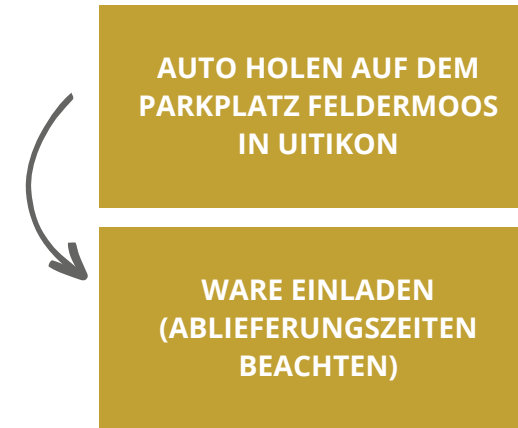 AUTO HOLEN AUF DEM
PARKPLATZ FELDERMOOS
IN UITIKON
WARE EINLADEN
(ABLIEFERUNGSZEITEN
BEACHTEN)